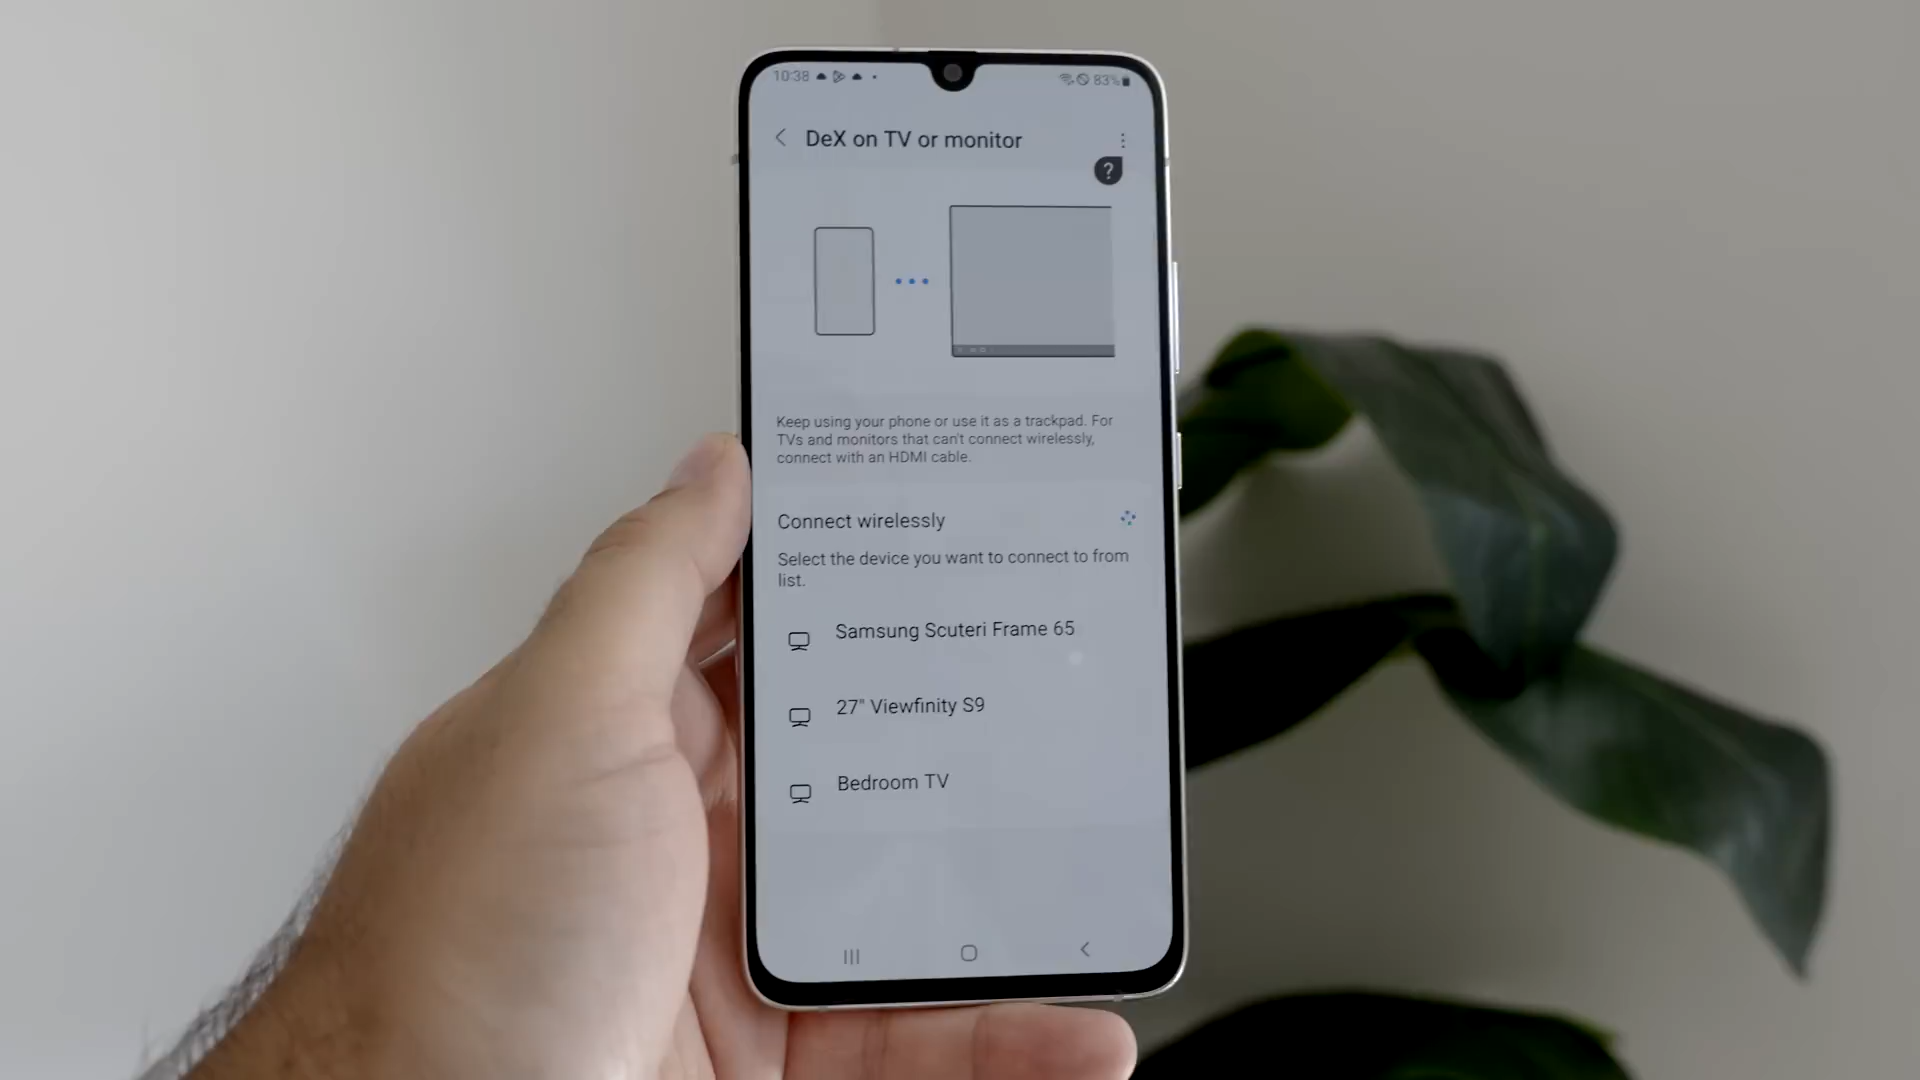 10:38
83%
DeX on TV or monitor
?
Keep using your phone or use it as a trackpad. For
TVs and monitors that can't connect wirelessly,
connect with an HDMI cable.
Connect wirelessly
Select the device you want to connect to from
list.
Samsung Scuteri Frame 65
27" Viewfinity S9
Bedroom TV